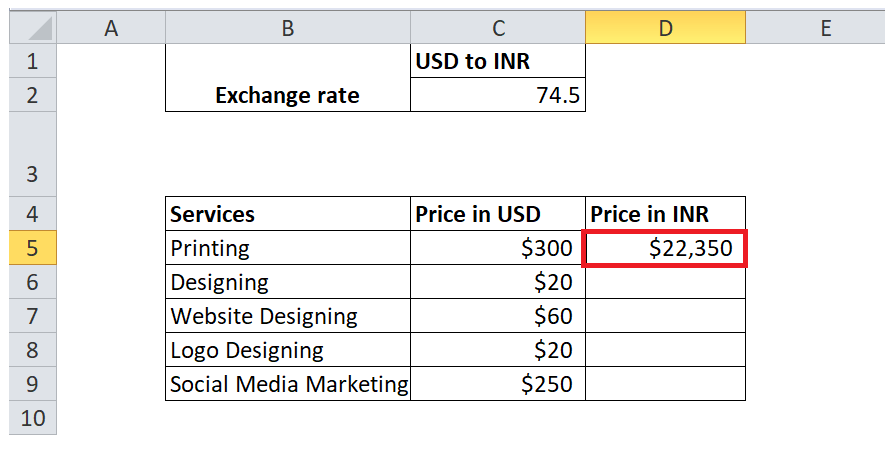 A B C D E
1 USD to INR
2 Exchange rate 74.5
3
4 Services Price in USD Price in INR
5 Printing $300 $22,350
6 Designing $20
7 Website Designing $60
8 Logo Designing $20
9 Social Media Marketing $250
10